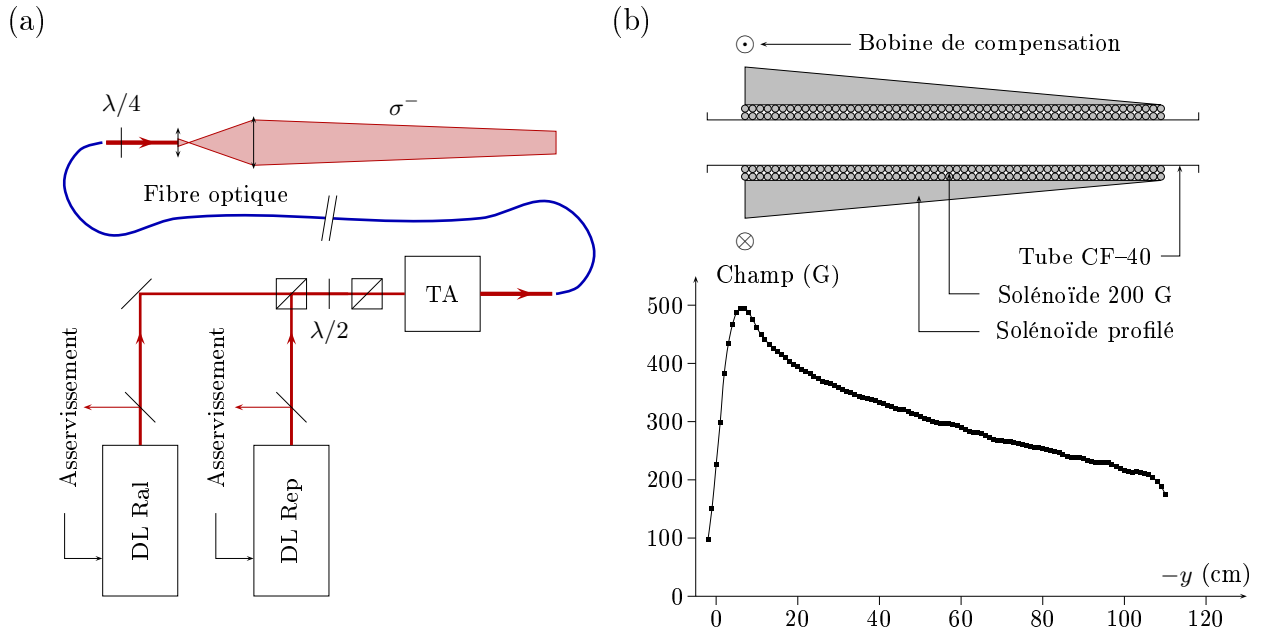 (a)
λ/4
σ⁻
Fibre optique
TA
λ/2
Asservissement
Asservissement
DL Ral
DL Rep
(b)
Bobine de compensation
Tube CF–40
Solénoïde 200 G
Solénoïde profilé
Champ (G)
500
400
300
200
100
0
−y (cm)
0 20 40 60 80 100 120